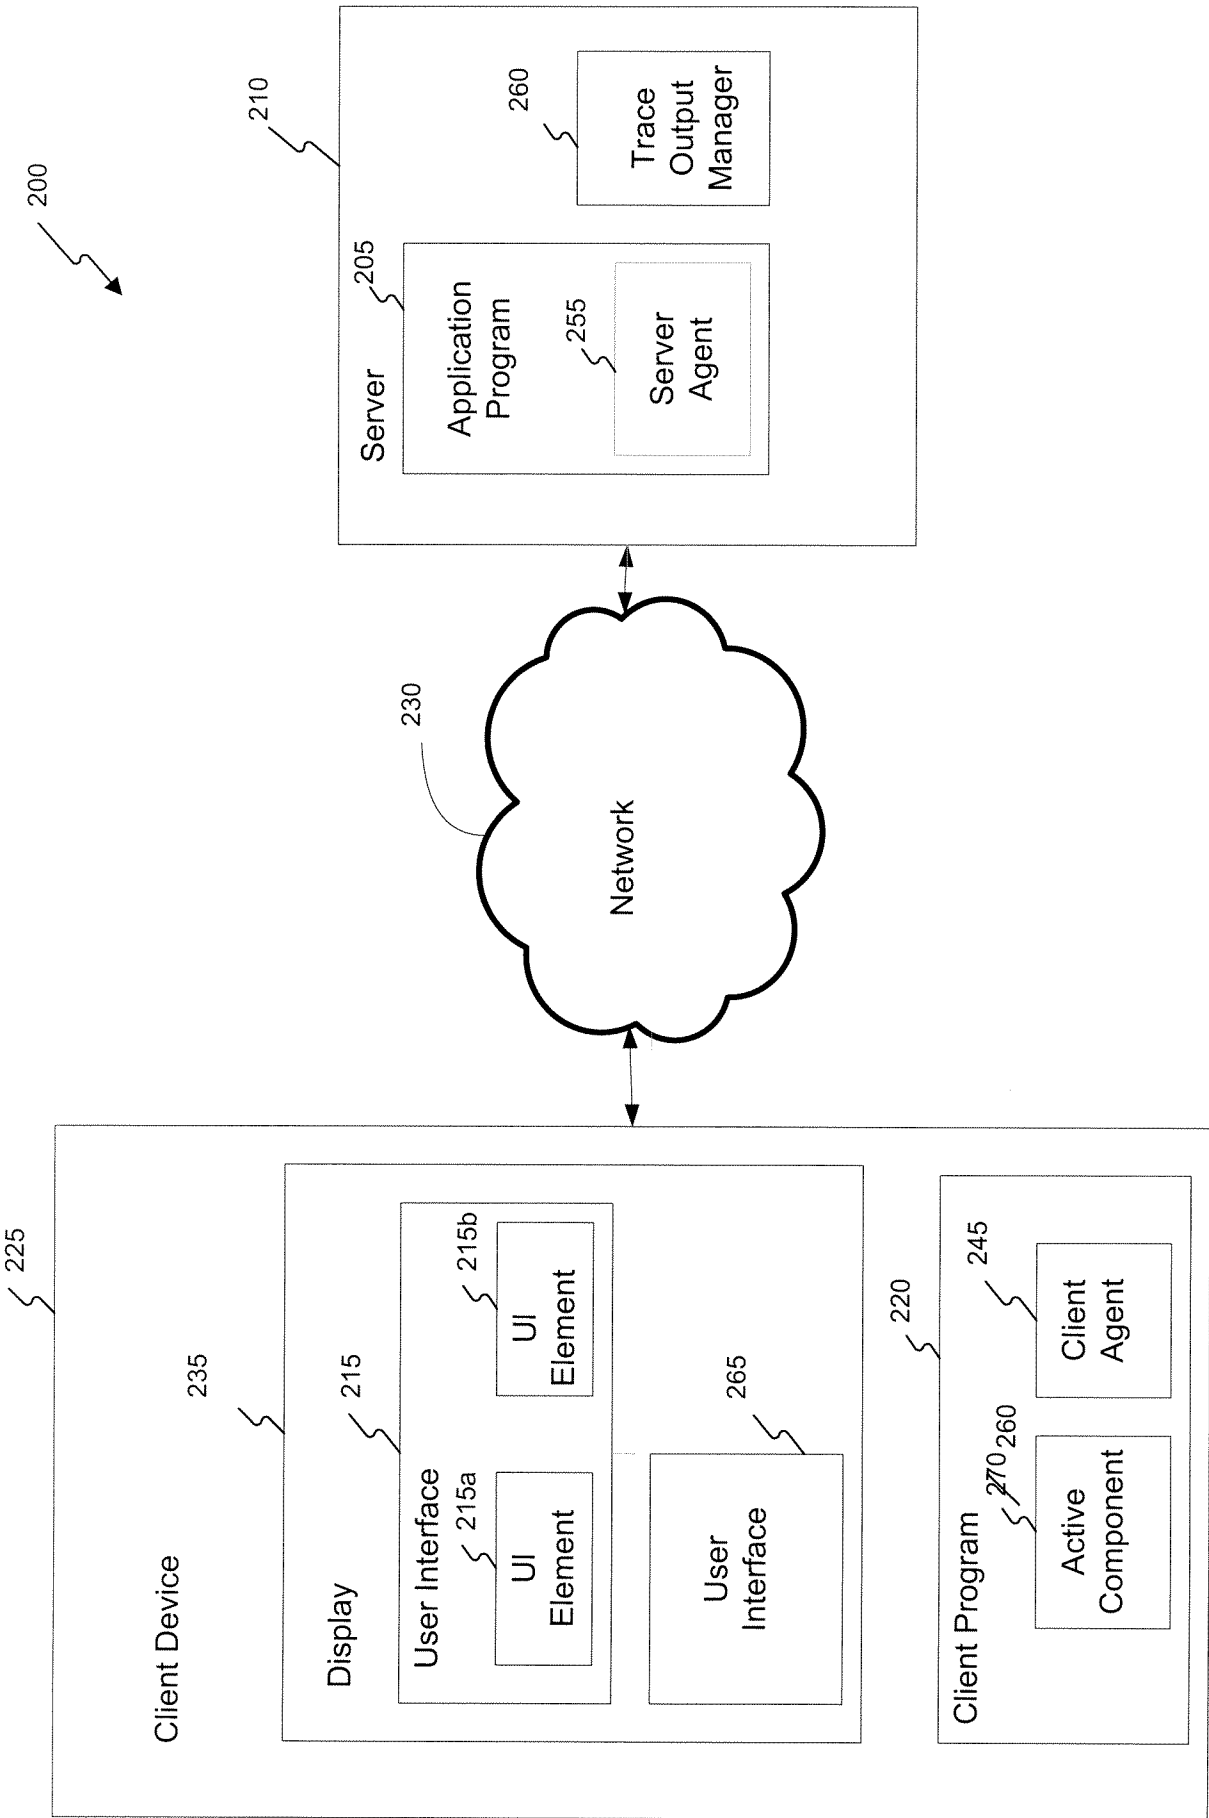 200
225
Client Device
235
Display
215
User Interface
215a
UI
Element
215b
UI
Element
265
User
Interface
220
Client Program
270
260
Active
Component
245
Client
Agent
230
Network
210
Server
205
Application
Program
255
Server
Agent
260
Trace
Output
Manager